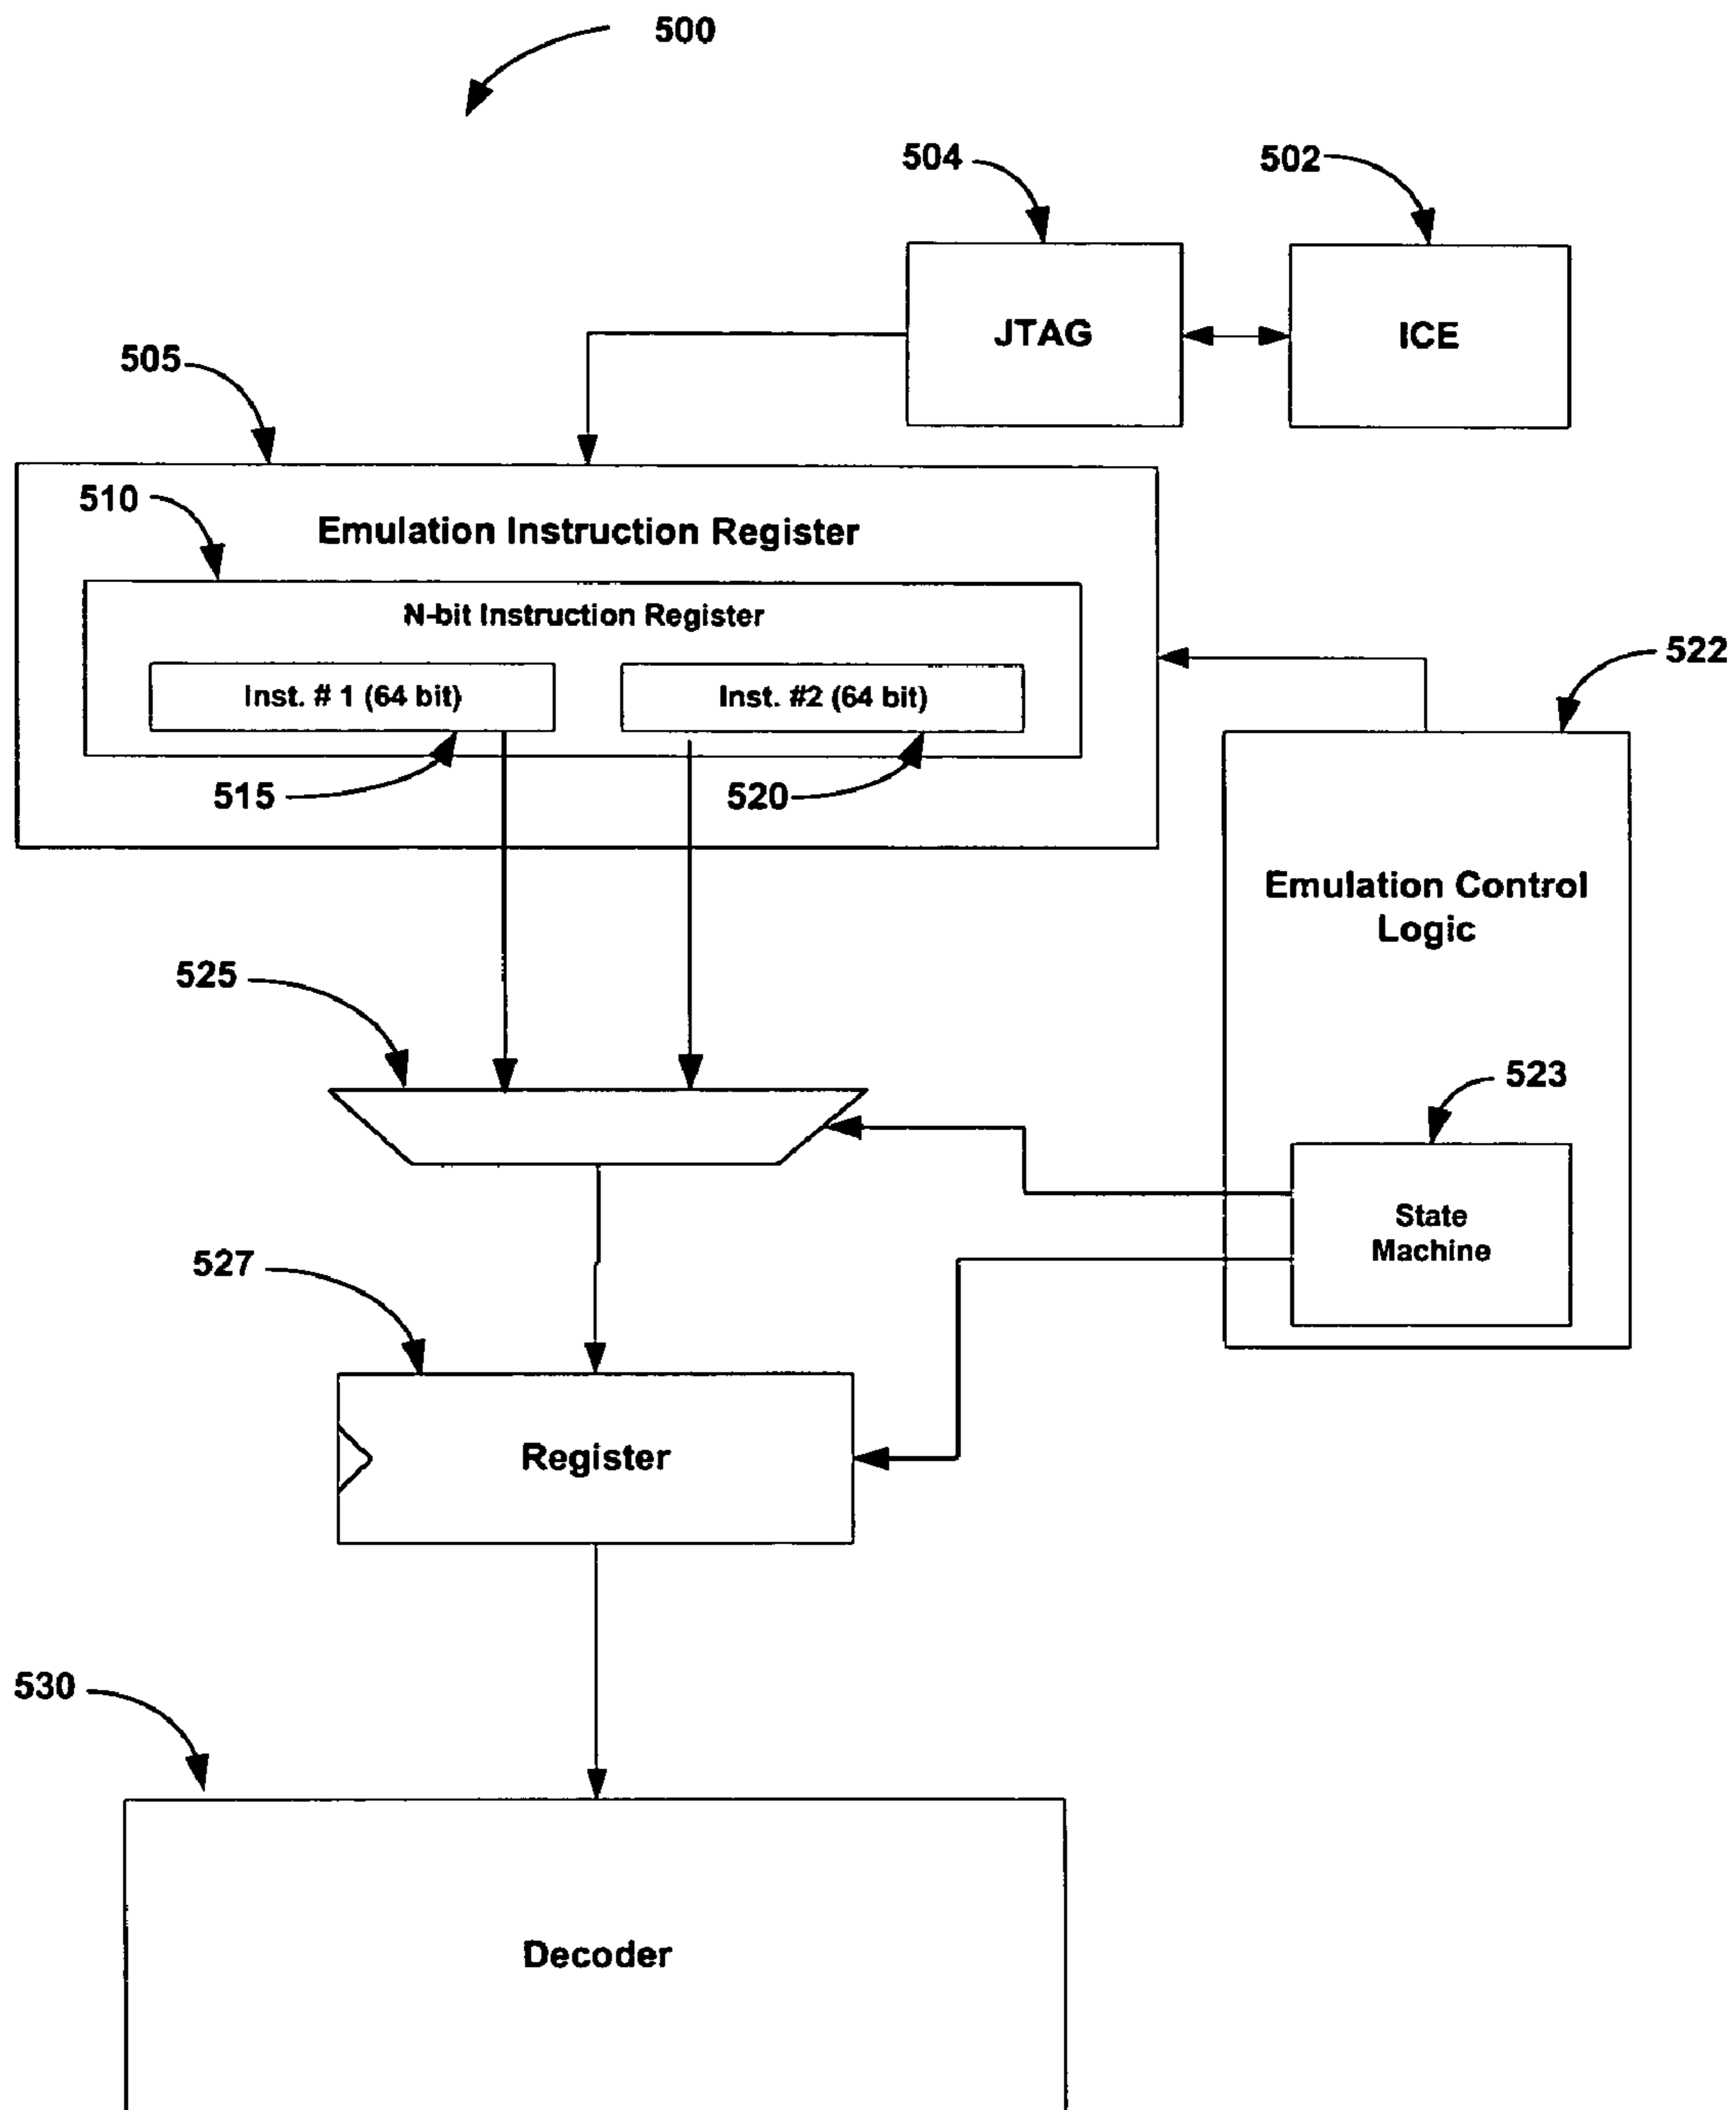 500
504
502
JTAG
ICE
505
510
Emulation Instruction Register
N-bit Instruction Register
522
Inst. # 1 (64 bit)
Inst. #2 (64 bit)
515
520
Emulation Control
Logic
525
523
State
Machine
527
Register
530
Decoder